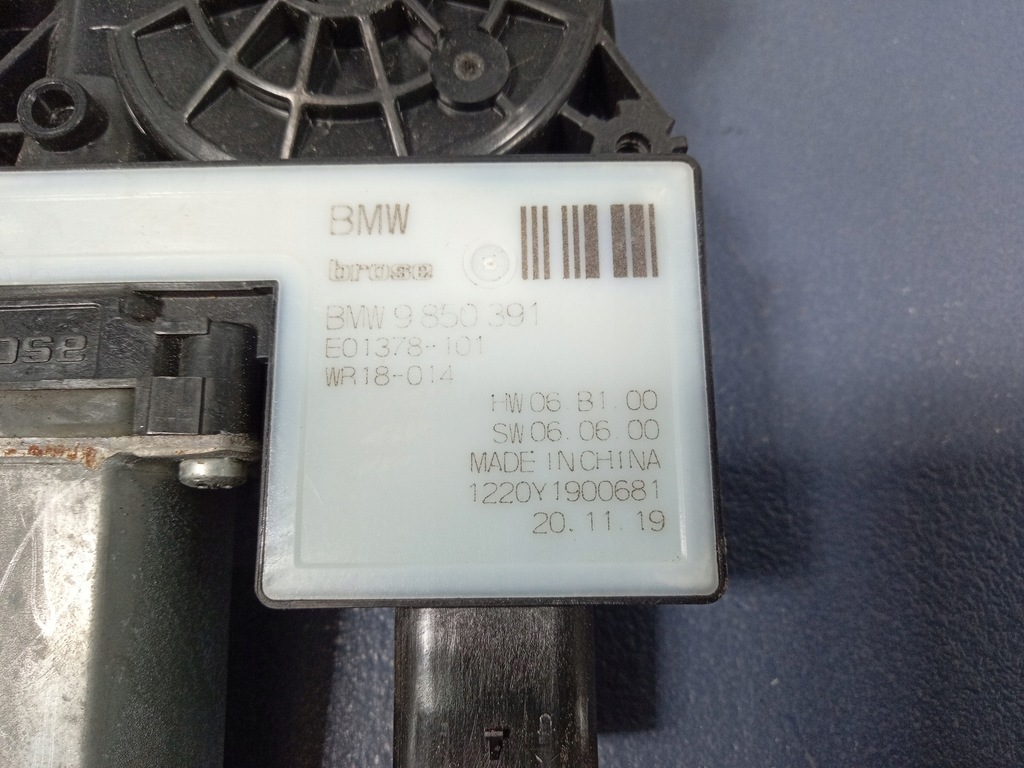 BMW
brose
BMW 9 850 391
E01378-101
WR18-014
HW 06 B1. 00
SW 06. 06. 00
MADE IN CHINA
1220Y1900681
20. 11. 19